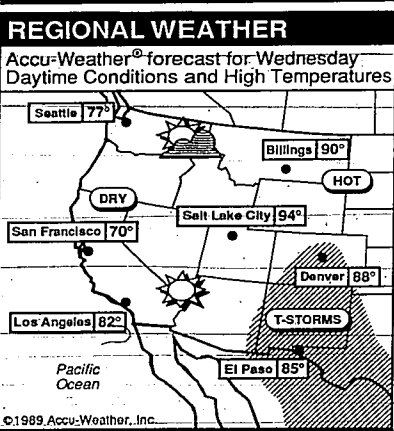 REGIONAL WEATHER
Accu-Weather® forecast for Wednesday
Daytime Conditions and High Temperatures
Seattle 77°
Billings 90°
HOT
DRY
Salt Lake City 94°
San Francisco 70°
Denver 88°
Los Angeles 82°
T-STORMS
El Paso 85°
Pacific
Ocean
©1989 Accu-Weather, Inc.